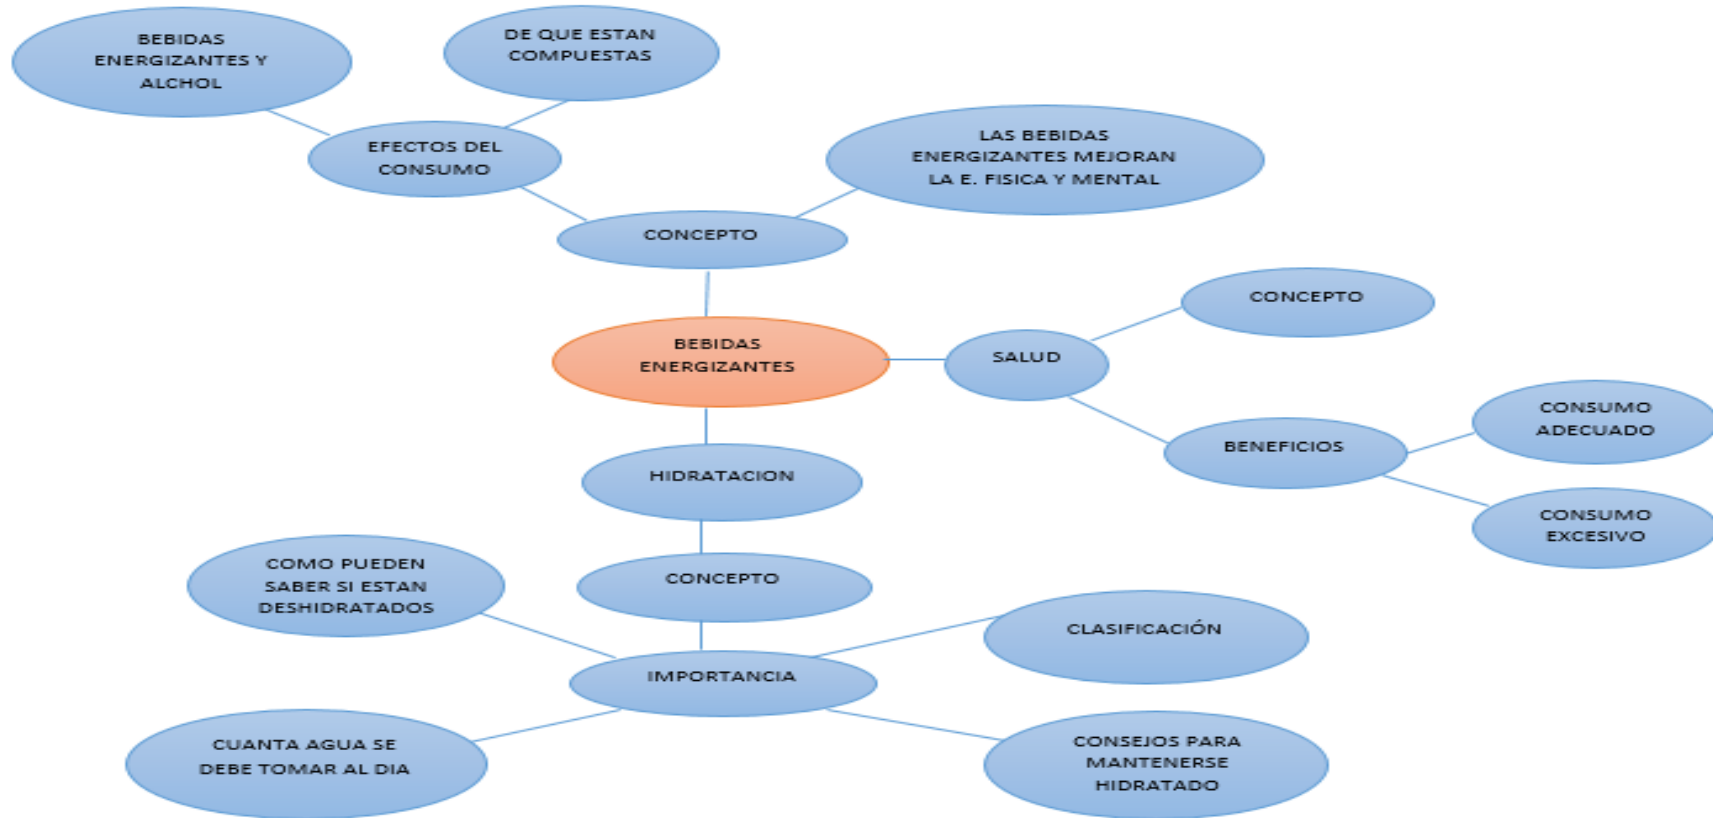 BEBIDAS
ENERGIZANTES Y
ALCHOL
DE QUE ESTAN
COMPUESTAS
EFECTOS DEL
CONSUMO
LAS BEBIDAS
ENERGIZANTES MEJORAN
LA E. FISICA Y MENTAL
CONCEPTO
BEBIDAS
ENERGIZANTES
SALUD
CONCEPTO
BENEFICIOS
CONSUMO
ADECUADO
CONSUMO
EXCESIVO
HIDRATACION
CONCEPTO
COMO PUEDEN
SABER SI ESTAN
DESHIDRATADOS
IMPORTANCIA
CLASIFICACIÓN
CUANTA AGUA SE
DEBE TOMAR AL DIA
CONSEJOS PARA
MANTENERSE
HIDRATADO